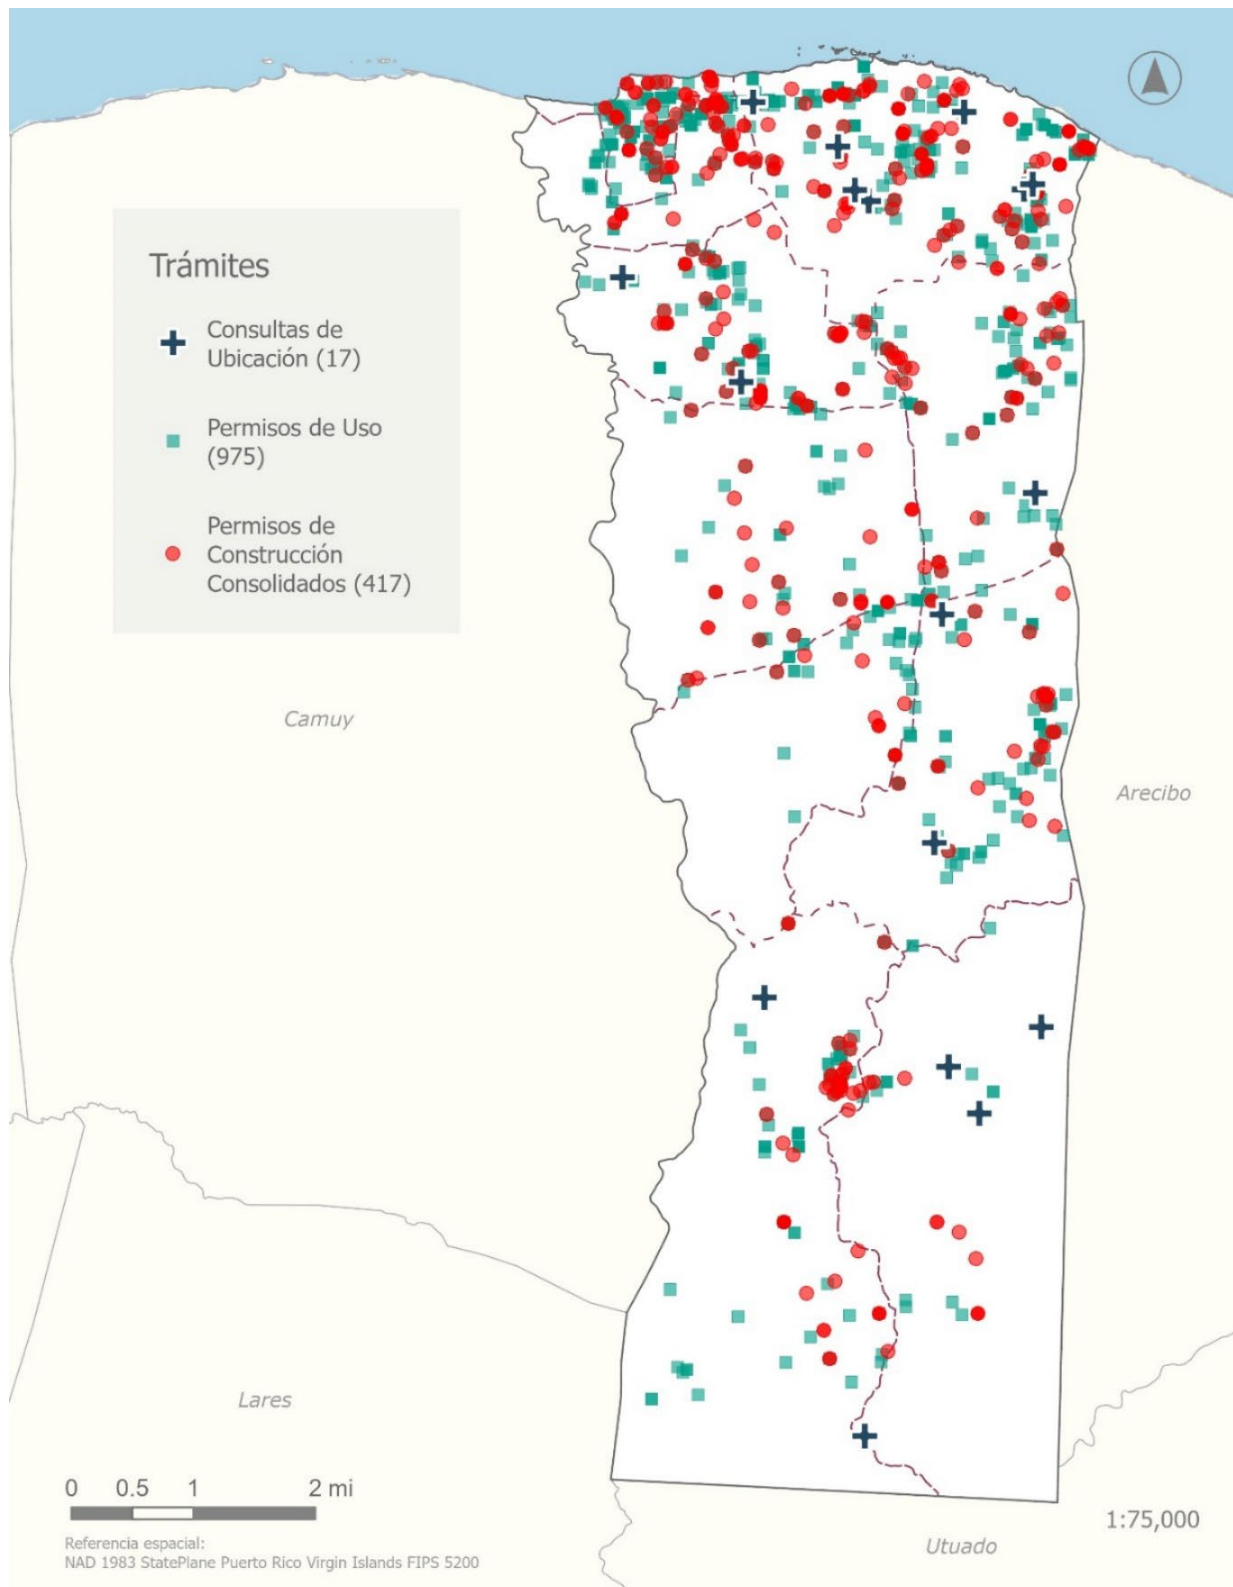 Trámites
Consultas de
Ubicación (17)
Permisos de Uso
(975)
Permisos de
Construcción
Consolidados (417)
Camuy
Arecibo
Lares
0 0.5 1 2 mi
Referencia espacial:
NAD 1983 StatePlane Puerto Rico Virgin Islands FIPS 5200
1:75,000
Utuado